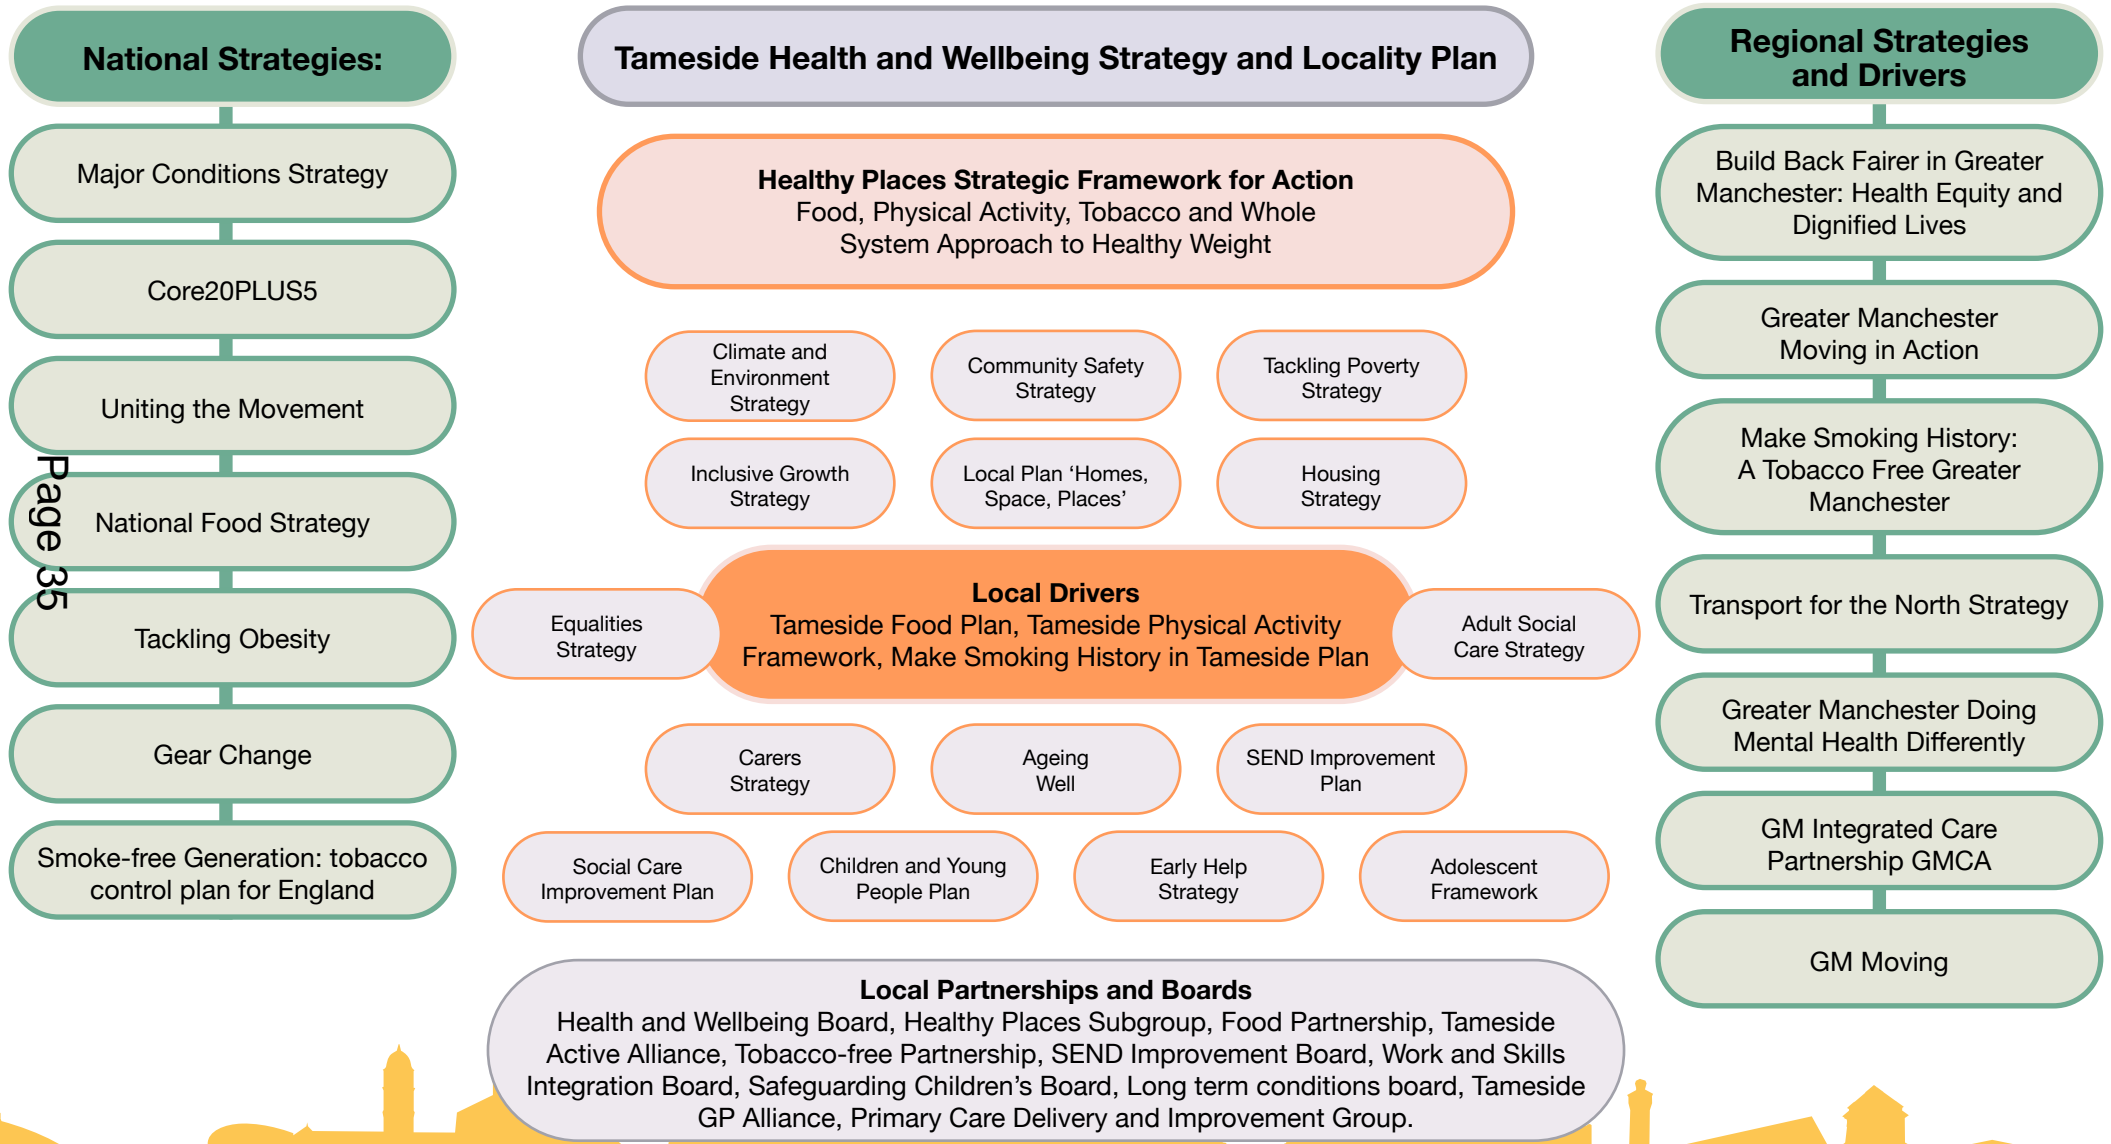 National Strategies:
Major Conditions Strategy
Core20PLUS5
Uniting the Movement
National Food Strategy
Tackling Obesity
Gear Change
Smoke-free Generation: tobacco
control plan for England
Page 35
Tameside Health and Wellbeing Strategy and Locality Plan
Healthy Places Strategic Framework for Action
Food, Physical Activity, Tobacco and Whole
System Approach to Healthy Weight
Climate and
Environment
Strategy
Community Safety
Strategy
Tackling Poverty
Strategy
Inclusive Growth
Strategy
Local Plan ‘Homes,
Space, Places’
Housing
Strategy
Equalities
Strategy
Local Drivers
Tameside Food Plan, Tameside Physical Activity
Framework, Make Smoking History in Tameside Plan
Adult Social
Care Strategy
Carers
Strategy
Ageing
Well
SEND Improvement
Plan
Social Care
Improvement Plan
Children and Young
People Plan
Early Help
Strategy
Adolescent
Framework
Local Partnerships and Boards
Health and Wellbeing Board, Healthy Places Subgroup, Food Partnership, Tameside
Active Alliance, Tobacco-free Partnership, SEND Improvement Board, Work and Skills
Integration Board, Safeguarding Children’s Board, Long term conditions board, Tameside
GP Alliance, Primary Care Delivery and Improvement Group.
Regional Strategies
and Drivers
Build Back Fairer in Greater
Manchester: Health Equity and
Dignified Lives
Greater Manchester
Moving in Action
Make Smoking History:
A Tobacco Free Greater
Manchester
Transport for the North Strategy
Greater Manchester Doing
Mental Health Differently
GM Integrated Care
Partnership GMCA
GM Moving